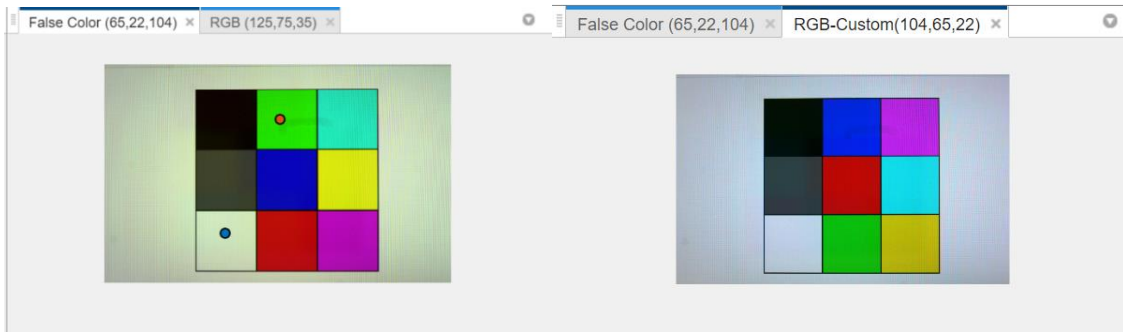 False Color (65,22,104) × RGB (125,75,35) ×
False Color (65,22,104) × RGB-Custom(104,65,22) ×